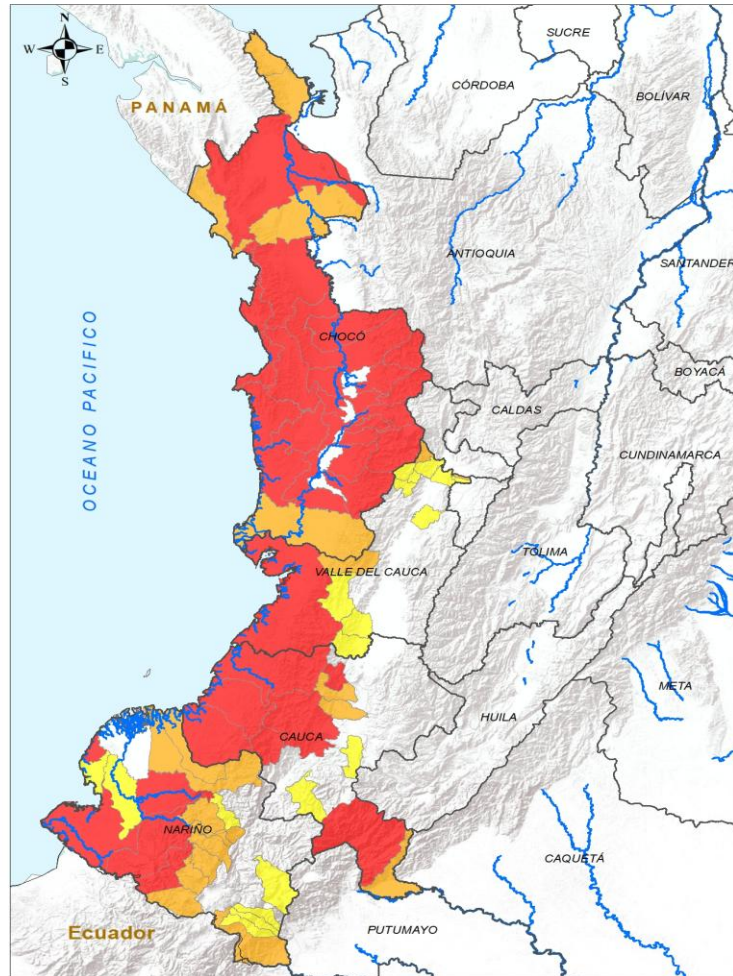 N
W E
S
SUCRE
CÓRDOBA
BOLÍVAR
PANAMÁ
ANTIOQUIA
SANTANDER
OCEANO PACIFICO
CHOCÓ
BOYACÁ
CALDAS
CUNDINAMARCA
TOLIMA
VALLE DEL CAUCA
META
HUILA
CAUCA
NARIÑO
CAQUETÁ
Ecuador
PUTUMAYO